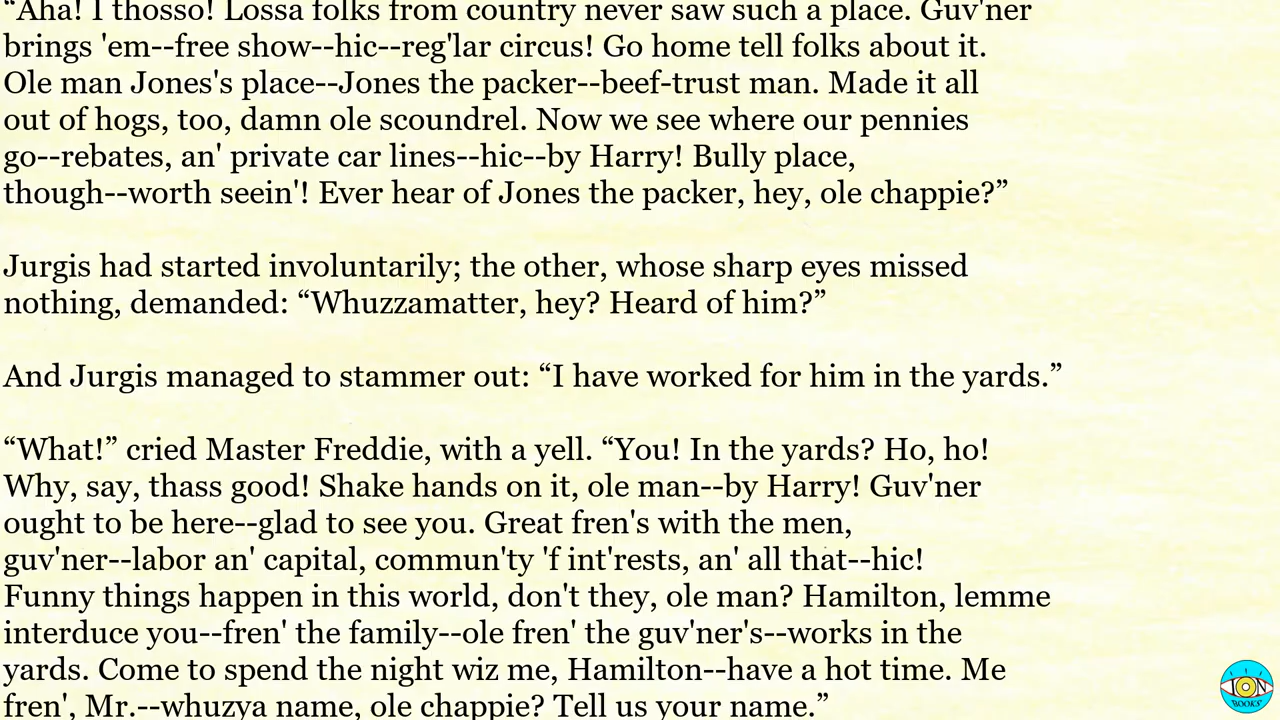 “Aha! I thosso! Lossa folks from country never saw such a place. Guv'ner
brings 'em--free show--hic--reg'lar circus! Go home tell folks about it.
Ole man Jones's place--Jones the packer--beef-trust man. Made it all
out of hogs, too, damn ole scoundrel. Now we see where our pennies
go--rebates, an' private car lines--hic--by Harry! Bully place,
though--worth seein'! Ever hear of Jones the packer, hey, ole chappie?”
Jurgis had started involuntarily; the other, whose sharp eyes missed
nothing, demanded: “Whuzzamatter, hey? Heard of him?”
And Jurgis managed to stammer out: “I have worked for him in the yards.”
“What!” cried Master Freddie, with a yell. “You! In the yards? Ho, ho!
Why, say, thass good! Shake hands on it, ole man--by Harry! Guv'ner
ought to be here--glad to see you. Great fren's with the men,
guv'ner--labor an' capital, commun'ty 'f int'rests, an' all that--hic!
Funny things happen in this world, don't they, ole man? Hamilton, lemme
interduce you--fren' the family--ole fren' the guv'ner's--works in the
yards. Come to spend the night wiz me, Hamilton--have a hot time. Me
fren', Mr.--whuzya name, ole chappie? Tell us your name.”
ION
BOOKS